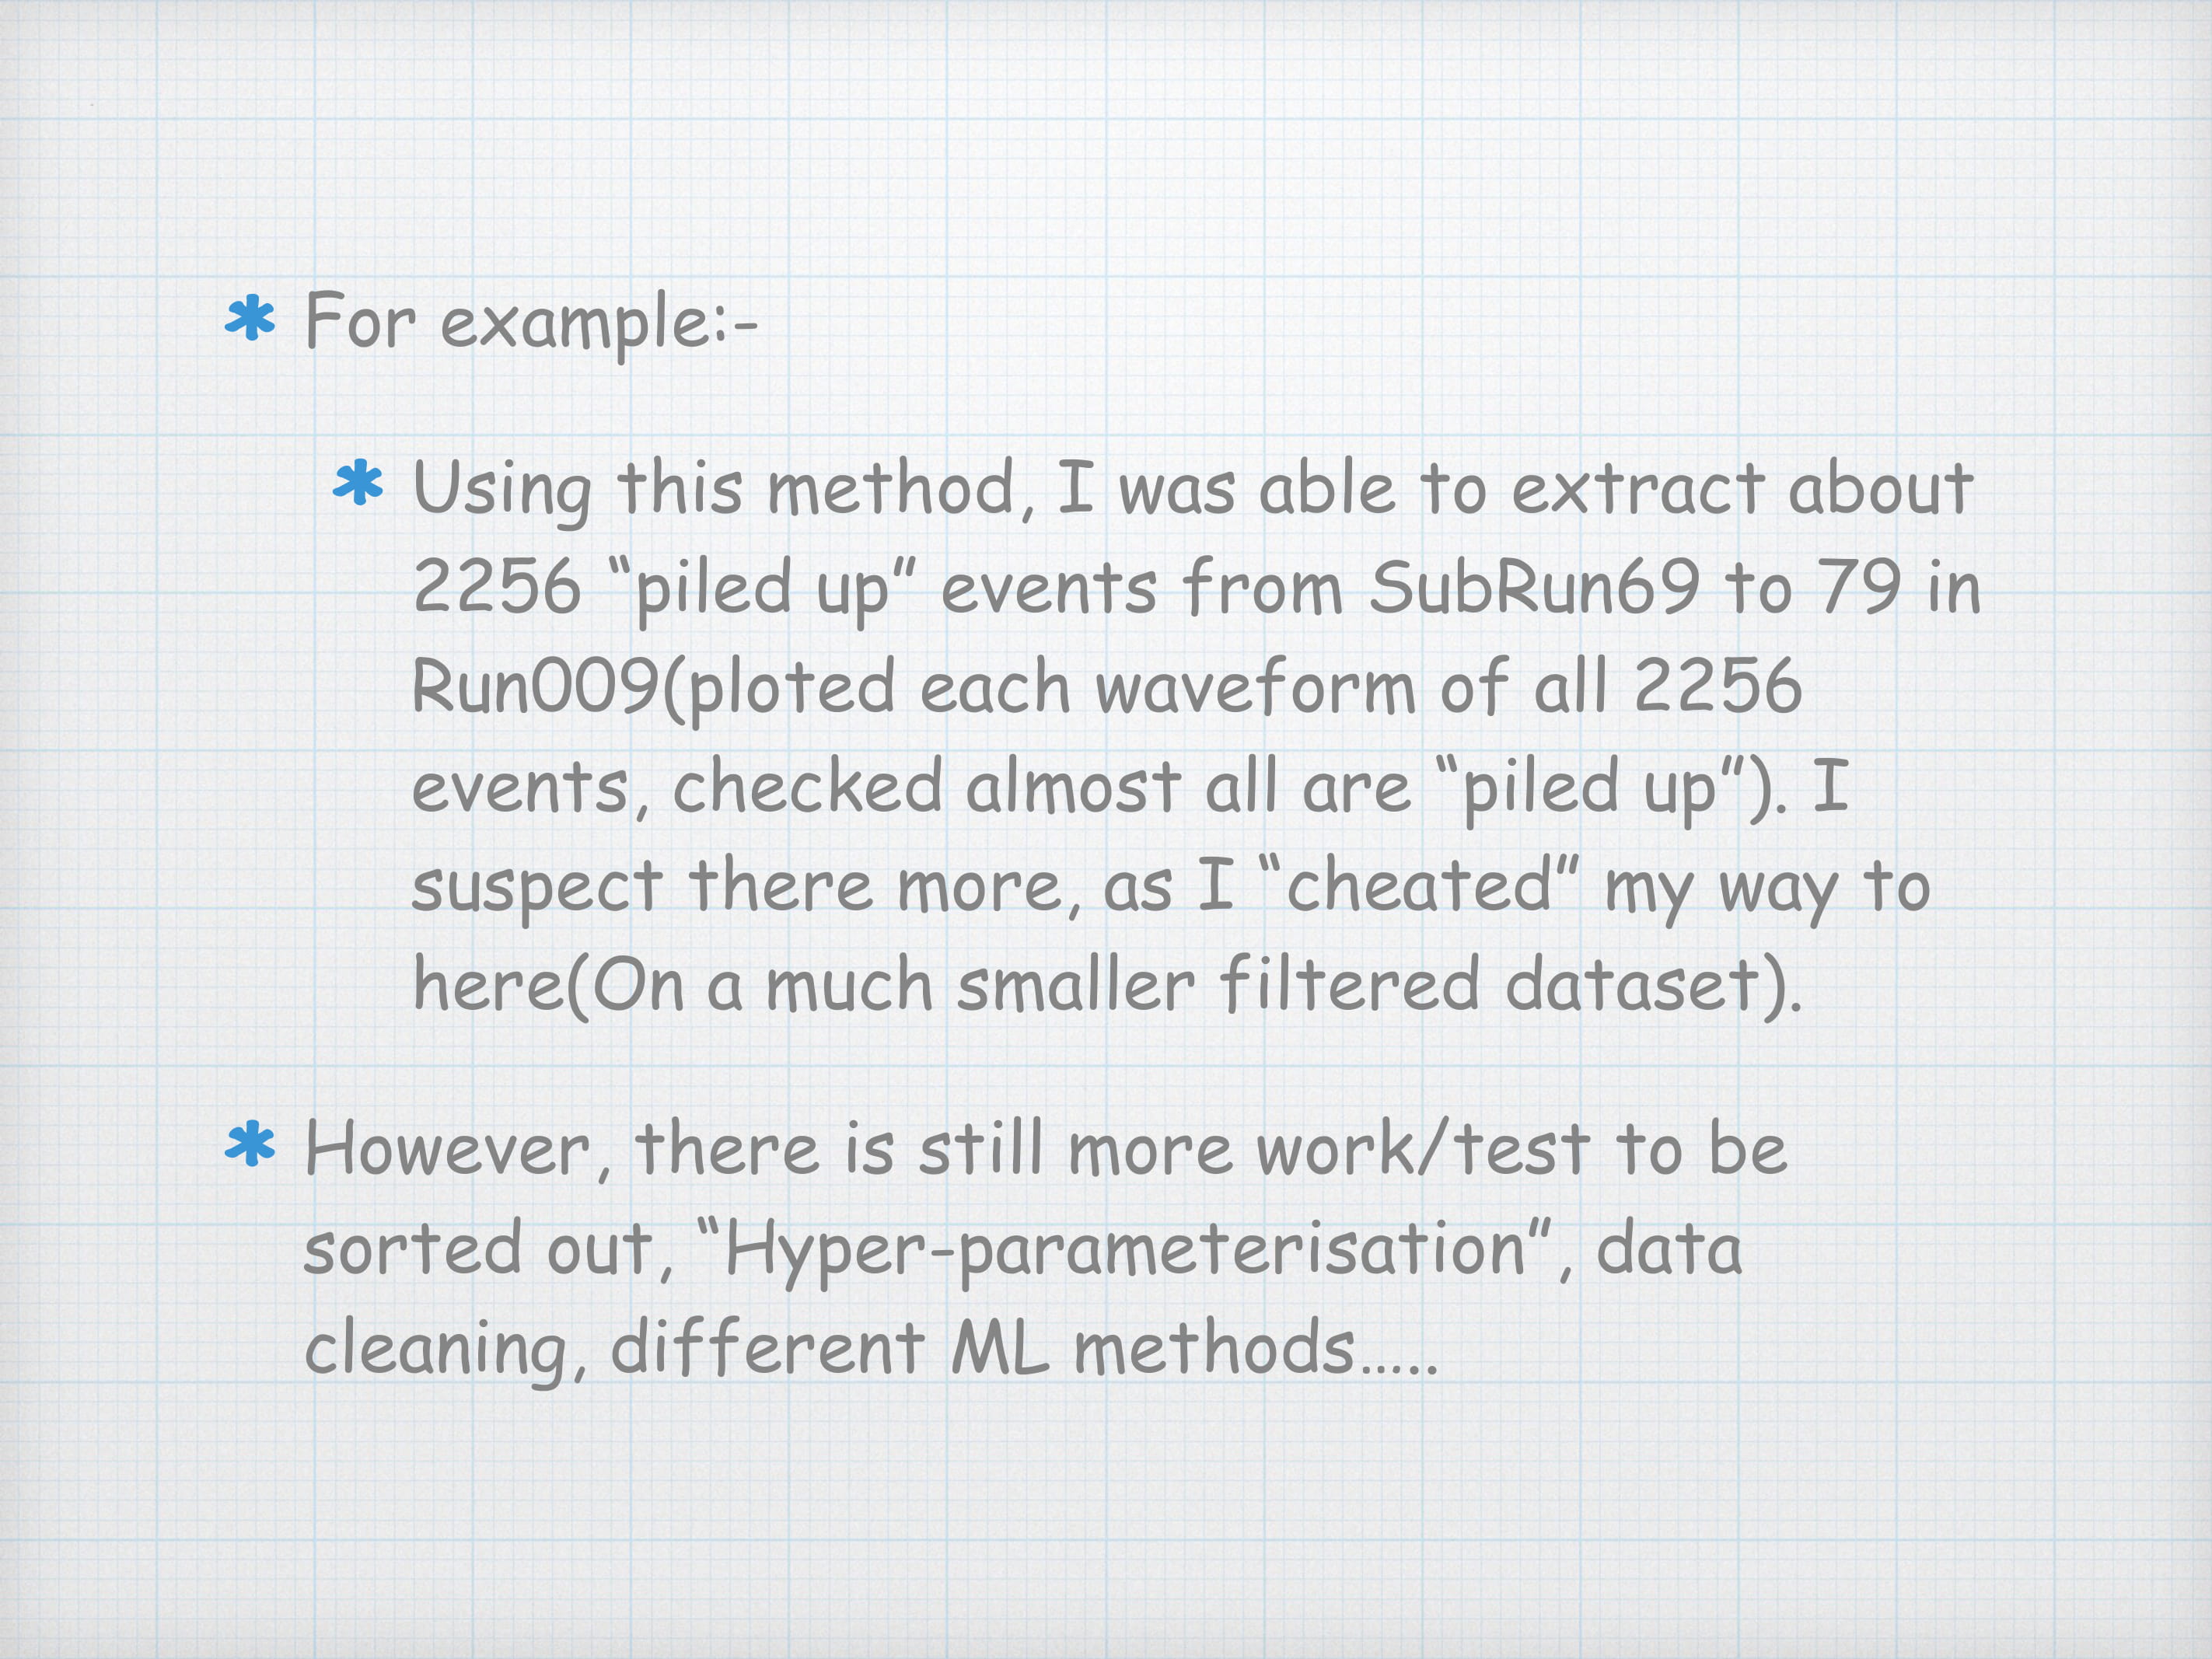 * For example:-
* Using this method, I was able to extract about
2256 “piled up” events from SubRun69 to 79 in
Run009(ploted each waveform of all 2256
events, checked almost all are “piled up”). I
suspect there more, as I “cheated” my way to
here(On a much smaller filtered dataset).
* However, there is still more work/test to be
sorted out, “Hyper-parameterisation”, data
cleaning, different ML methods…..